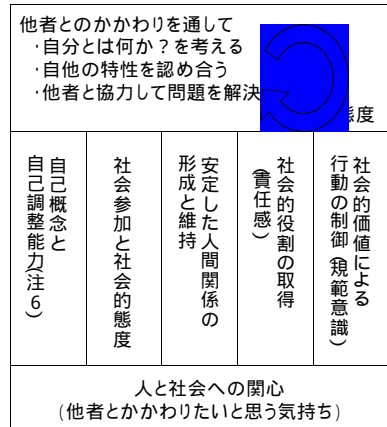 他者とのかかわりを通して
・自分とは何か？を考える
・自他の特性を認め合う
・他者と協力して問題を解決
態度
自己概念と
自己調整能力(注6)
社会参加と社会的態度
安定した人間関係の
形成と維持
社会的役割の取得
(責任感)
社会的価値による
行動の制御(規範意識)
人と社会への関心
(他者とかかわりたいと思う気持ち)